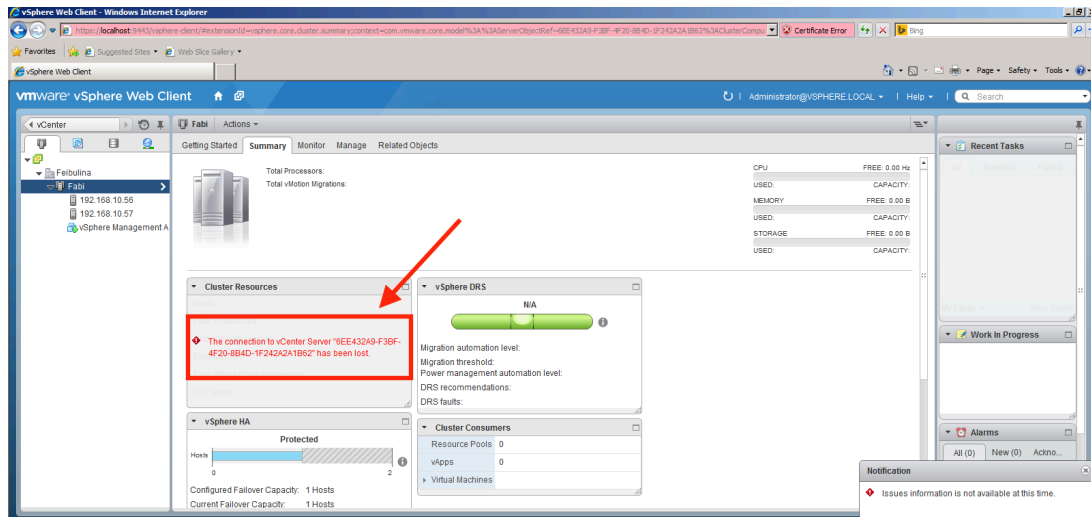 vSphere Web Client - Windows Internet Explorer
https://localhost:9443/vsphere-client/#extensionId=vsphere.core.cluster.summary;context=com.vmware.core.model%3A%3AServerObjectRef~6EE432A9-F3BF-4F20-8B4D-1F242A2A1B62%3AClusterCompu
Certificate Error
Bing
Favorites
Suggested Sites
Web Slice Gallery
vSphere Web Client
Page
Safety
Tools
vmware vSphere Web Client
Administrator@VSPHERE.LOCAL
Help
Search
vCenter
Feibulina
Fabi
192.168.10.56
192.168.10.57
vSphere Management A
Fabi
Actions
Getting Started
Summary
Monitor
Manage
Related Objects
Total Processors:
Total vMotion Migrations:
CPU
FREE: 0.00 Hz
USED:
CAPACITY:
MEMORY
FREE: 0.00 B
USED:
CAPACITY:
STORAGE
FREE: 0.00 B
USED:
CAPACITY:
Cluster Resources
The connection to vCenter Server "6EE432A9-F3BF-
4F20-8B4D-1F242A2A1B62" has been lost.
vSphere DRS
N/A
Migration automation level:
Migration threshold:
Power management automation level:
DRS recommendations:
DRS faults:
vSphere HA
Protected
Hosts
0
2
Configured Failover Capacity: 1 Hosts
Current Failover Capacity: 1 Hosts
Cluster Consumers
Resource Pools 0
vApps 0
Virtual Machines
Recent Tasks
All
Running
Failed
My Tasks
More Tasks
Work In Progress
Alarms
All (0)
New (0)
Ackno...
Notification
Issues information is not available at this time.